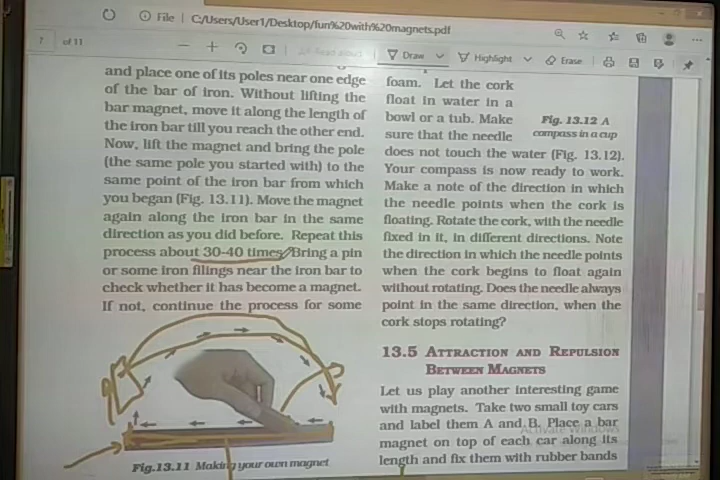 File | C:/Users/User1/Desktop/fun%20with%20magnets.pdf
7 of 11
Read aloud
Draw
Highlight
Erase
and place one of its poles near one edge
of the bar of iron. Without lifting the
bar magnet, move it along the length of
the iron bar till you reach the other end.
Now, lift the magnet and bring the pole
(the same pole you started with) to the
same point of the iron bar from which
you began (Fig. 13.11). Move the magnet
again along the iron bar in the same
direction as you did before. Repeat this
process about 30-40 times. Bring a pin
or some iron filings near the iron bar to
check whether it has become a magnet.
If not, continue the process for some
Fig.13.11 Making your own magnet
foam. Let the cork
float in water in a
bowl or a tub. Make
sure that the needle
Fig. 13.12 A
compass in a cup
does not touch the water (Fig. 13.12).
Your compass is now ready to work.
Make a note of the direction in which
the needle points when the cork is
floating. Rotate the cork, with the needle
fixed in it, in different directions. Note
the direction in which the needle points
when the cork begins to float again
without rotating. Does the needle always
point in the same direction, when the
cork stops rotating?
13.5 ATTRACTION AND REPULSION
BETWEEN MAGNETS
Let us play another interesting game
with magnets. Take two small toy cars
and label them A and B. Place a bar
magnet on top of each car along its
length and fix them with rubber bands
Activate Windows